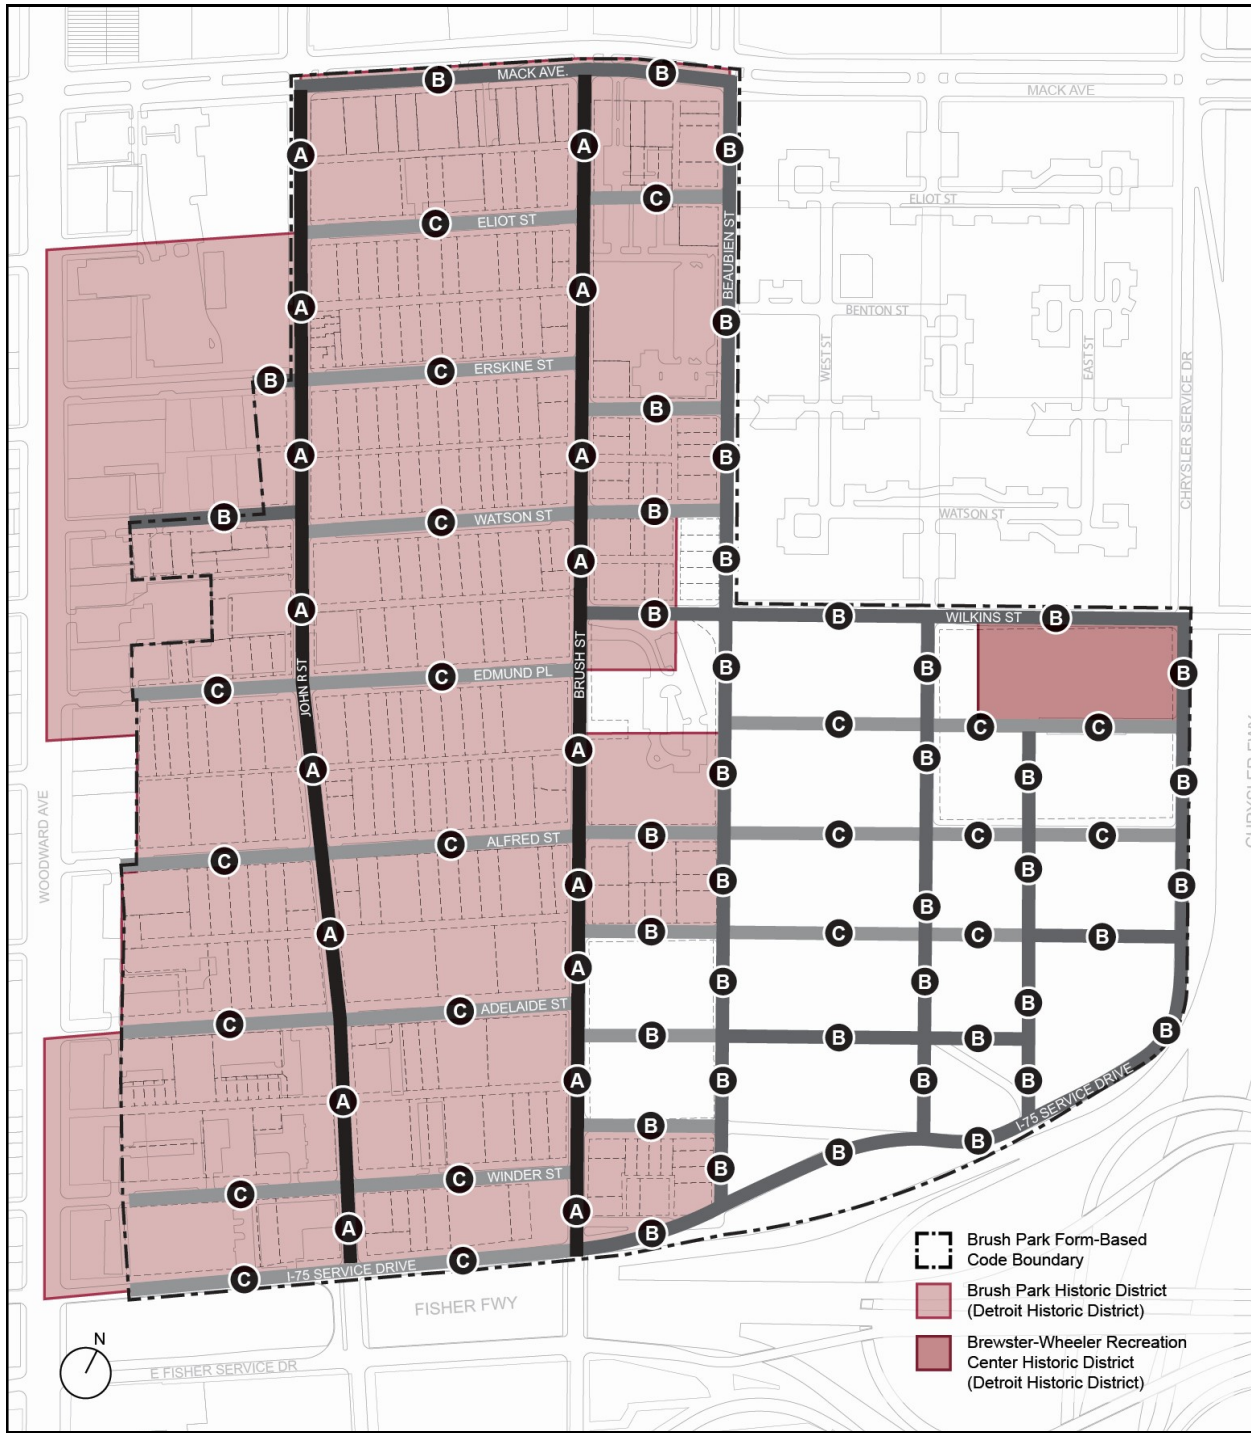 B
MACK AVE.
B
MACK AVE
A
A
B
ELIOT ST
C
C
ELIOT ST
BEAUBIEN ST
A
A
B
BENTON ST
WEST ST
EAST ST
CHRYSLER SERVICE DR
B
C
ERSKINE ST
B
A
A
B
B
C
WATSON ST
B
WATSON ST
A
B
A
B
B
WILKINS ST
B
BRUSH ST
JOHN R ST
C
C
EDMUND PL
B
B
B
C
C
C
A
A
B
B
B
B
WOODWARD AVE
CHRYSLER FWY
C
C
ALFRED ST
B
C
C
C
A
B
B
B
B
A
B
C
C
B
A
B
B
B
C
C
ADELAIDE ST
B
B
B
B
A
A
B
B
B
I-75 SERVICE DRIVE
B
B
B
C
C
WINDER ST
B
A
A
B
C
I-75 SERVICE DRIVE
C
FISHER FWY
E FISHER SERVICE DR
N
Brush Park Form-Based
Code Boundary
Brush Park Historic District
(Detroit Historic District)
Brewster-Wheeler Recreation
Center Historic District
(Detroit Historic District)